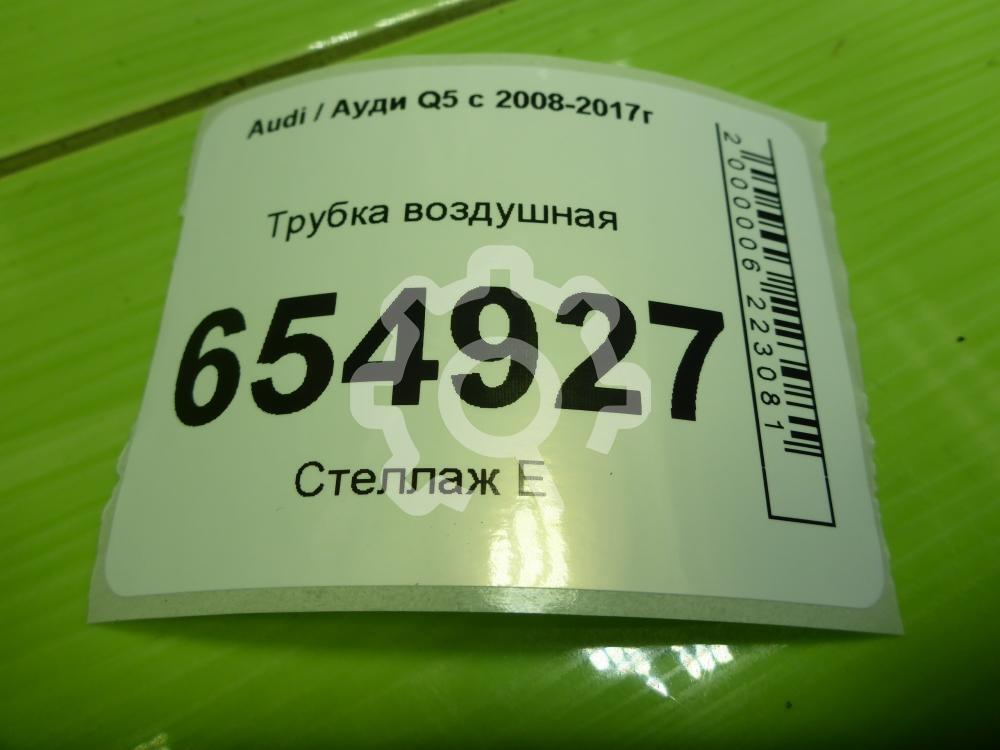 Audi / Ауди Q5 с 2008-2017г
Трубка воздушная
654927
Стеллаж Е
2000006223081